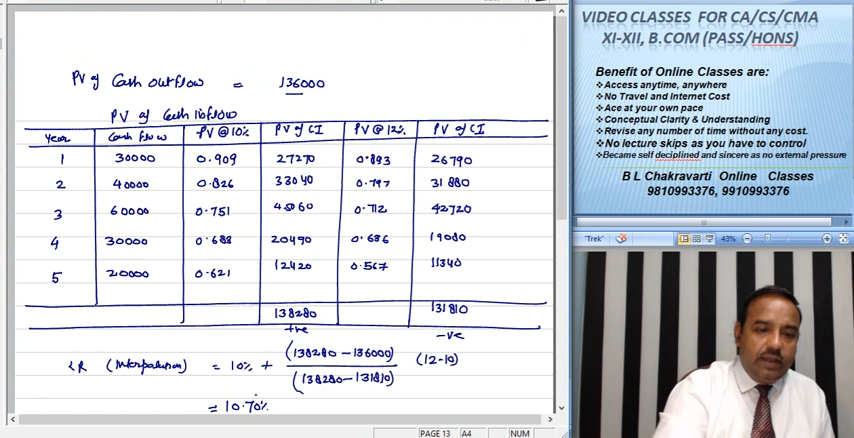 PV of Cash outflow = 136000
PV of Cash Inflow
Year Cash flow PV @ 10% PV of CI PV @ 12% PV of CI
1 30000 0.909 27270 0.893 26790
2 40000 0.826 33040 0.797 31880
3 60000 0.751 45060 0.712 42720
4 30000 0.683 20490 0.636 19080
5 20000 0.621 12420 0.567 11340
138280 131810
+ve -ve
IRR (Interpolation) = 10% + (138280 - 136000) / (138280 - 131810) (12-10)
= 10.70%
VIDEO CLASSES FOR CA/CS/CMA
XI-XII, B.COM (PASS/HONS)
Benefit of Online Classes are:
❖Access anytime, anywhere
❖No Travel and Internet Cost
❖Ace at your own pace
❖Conceptual Clarity & Understanding
❖Revise any number of time without any cost.
❖No lecture skips as you have to control
❖Became self deciplined and sincere as no external pressure
B L Chakravarti Online Classes
9810993376, 9910993376
"Trek" 43%
PAGE 13 A4 NUM